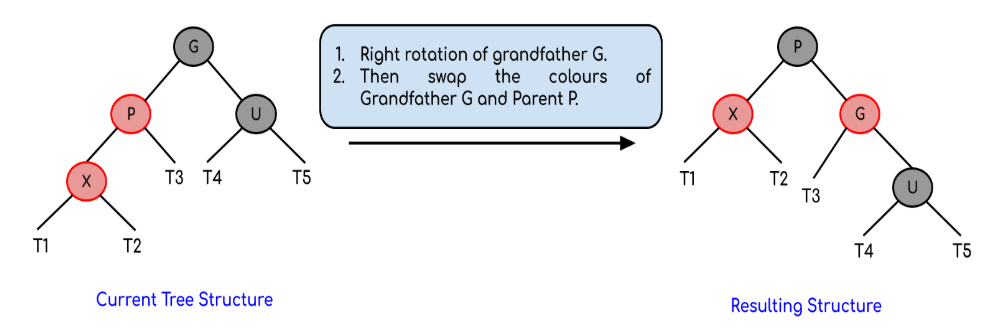 G
P
U
X
T3
T4
T5
T1
T2
Current Tree Structure
1. Right rotation of grandfather G.
2. Then swap the colours of
Grandfather G and Parent P.
P
X
G
T1
T2
T3
U
T4
T5
Resulting Structure